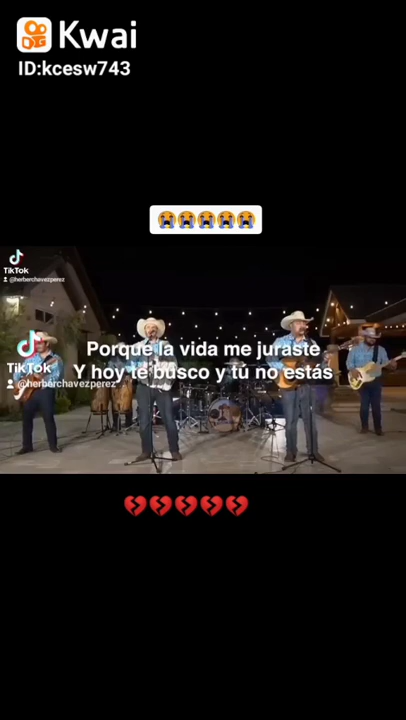 Kwai
ID:kcesw743
😭😭😭😭😭
TikTok
@herberchavezperez
Porque la vida me juraste
TikTok
Y hoy te busco y tú no estás
@herberchavezperez
💔💔💔💔💔